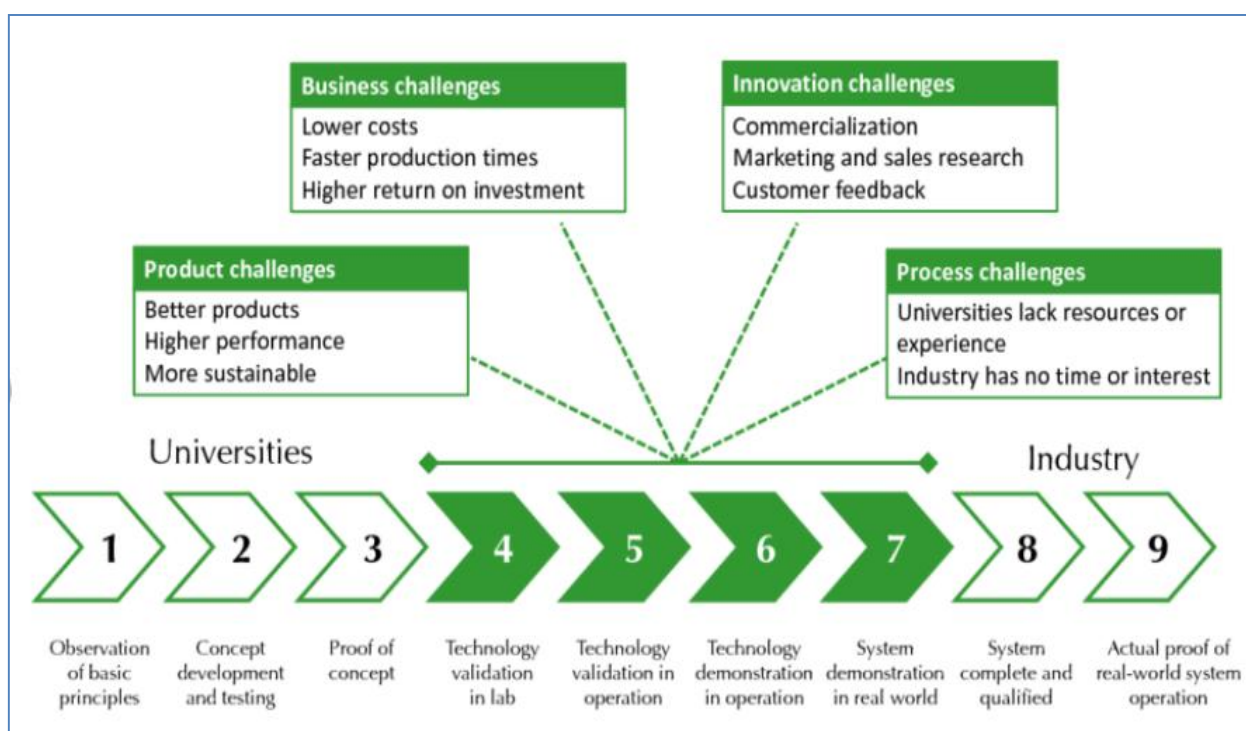 Business challenges
Lower costs
Faster production times
Higher return on investment
Innovation challenges
Commercialization
Marketing and sales research
Customer feedback
Product challenges
Better products
Higher performance
More sustainable
Process challenges
Universities lack resources or
experience
Industry has no time or interest
Universities
Industry
1
2
3
4
5
6
7
8
9
Observation
of basic
principles
Concept
development
and testing
Proof of
concept
Technology
validation
in lab
Technology
validation in
operation
Technology
demonstration
in operation
System
demonstration
in real world
System
complete and
qualified
Actual proof of
real-world system
operation